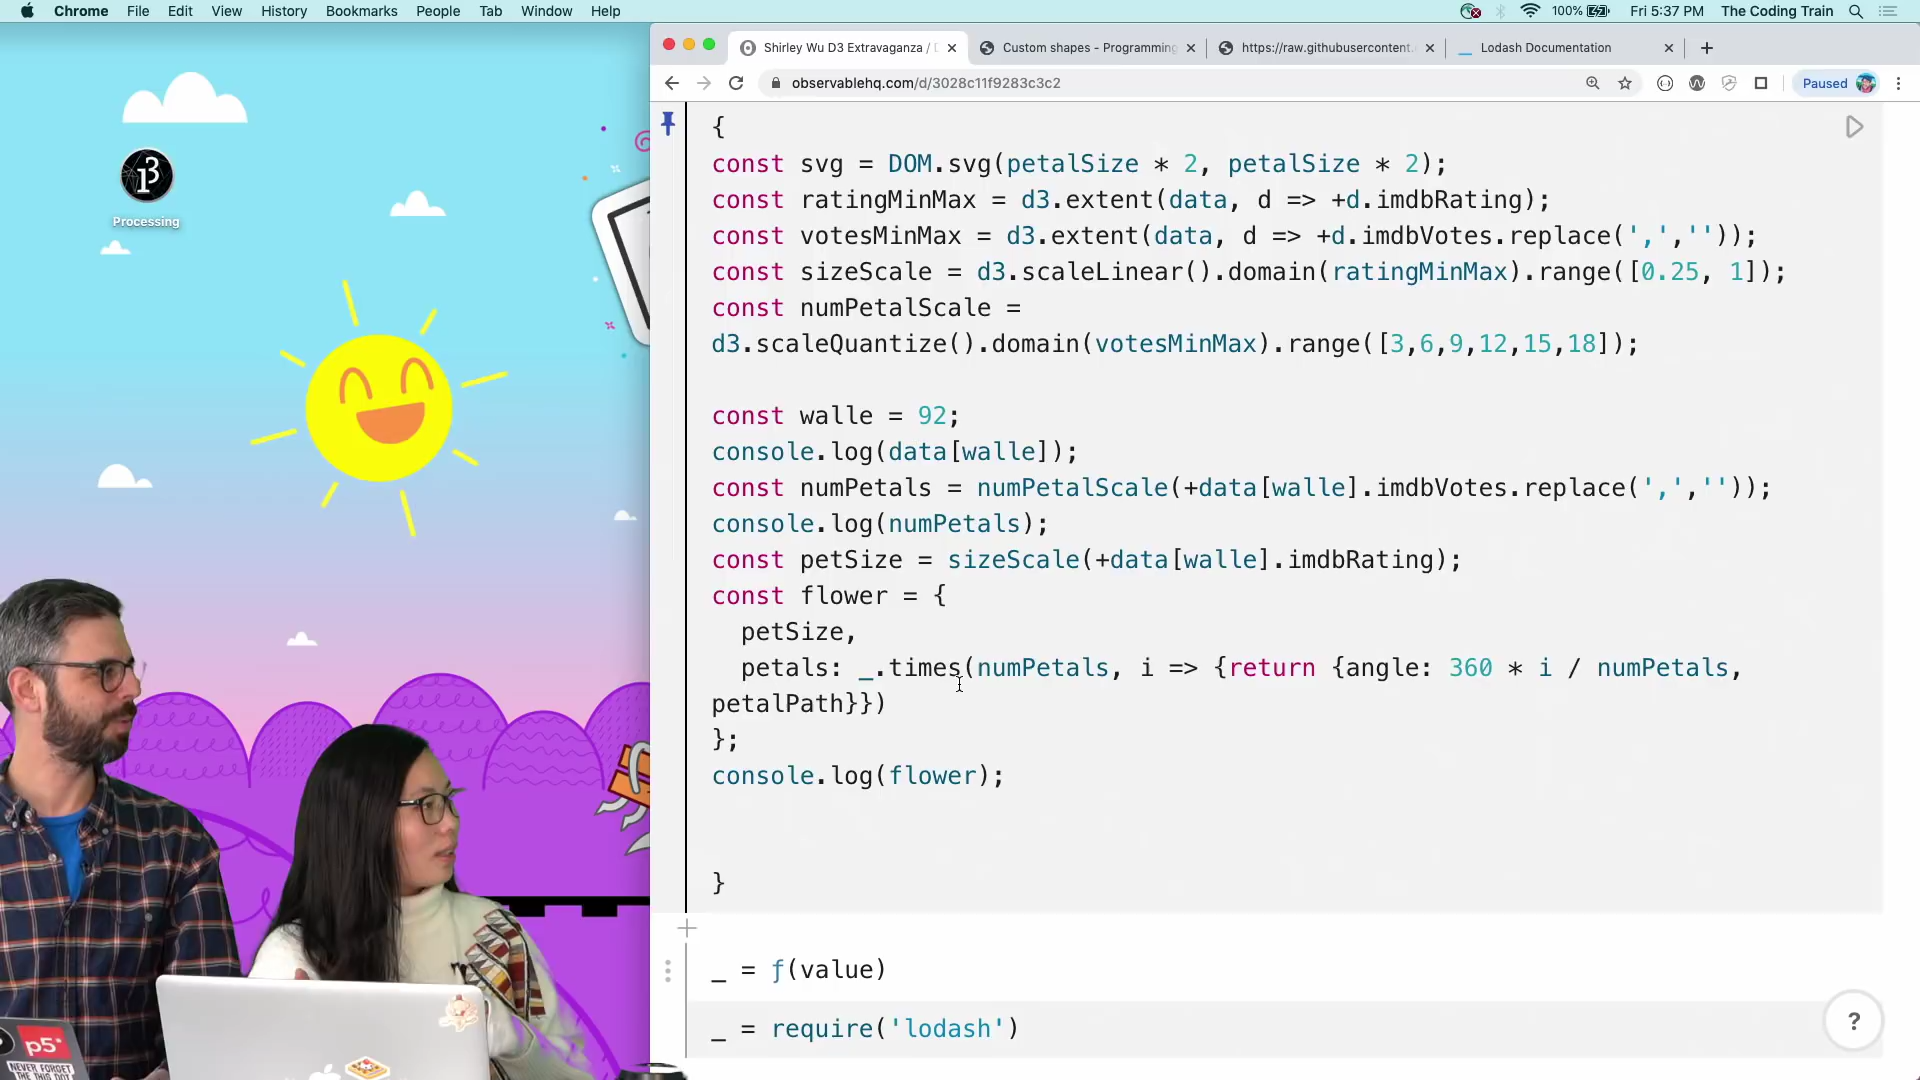 Chrome File Edit View History Bookmarks People Tab Window Help 100% Fri 5:37 PM The Coding Train
Shirley Wu D3 Extravaganza /
Custom shapes - Programming
https://raw.githubusercontent.
Lodash Documentation
observablehq.com/d/3028c11f9283c3c2
Paused
Processing
{
const svg = DOM.svg(petalSize * 2, petalSize * 2);
const ratingMinMax = d3.extent(data, d => +d.imdbRating);
const votesMinMax = d3.extent(data, d => +d.imdbVotes.replace(',',''));
const sizeScale = d3.scaleLinear().domain(ratingMinMax).range([0.25, 1]);
const numPetalScale =
d3.scaleQuantize().domain(votesMinMax).range([3,6,9,12,15,18]);
const walle = 92;
console.log(data[walle]);
const numPetals = numPetalScale(+data[walle].imdbVotes.replace(',',''));
console.log(numPetals);
const petSize = sizeScale(+data[walle].imdbRating);
const flower = {
petSize,
petals: _.times(numPetals, i => {return {angle: 360 * i / numPetals,
petalPath}})
};
console.log(flower);
}
_ = ƒ(value)
_ = require('lodash')
?
p5*
NEVER FORGET
THE THIS DOT